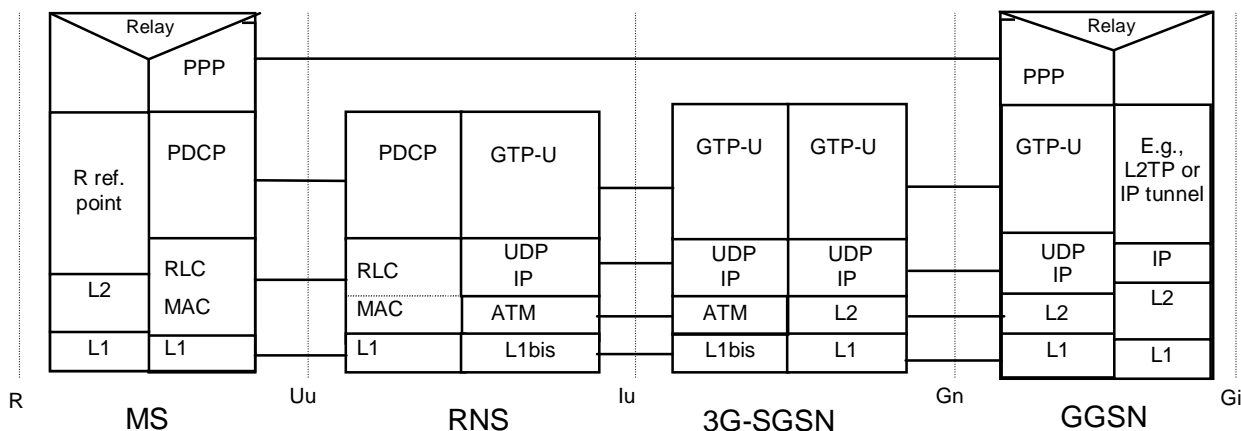 Relay
Relay
PPP
PPP
PDCP
PDCP
GTP-U
GTP-U
GTP-U
GTP-U
E.g.,
L2TP or
IP tunnel
R ref.
point
RLC
MAC
RLC
MAC
UDP
IP
UDP
IP
UDP
IP
UDP
IP
IP
L2
ATM
ATM
L2
L2
L2
L1
L1
L1
L1bis
L1bis
L1
L1
L1
R
MS
Uu
RNS
Iu
3G-SGSN
Gn
GGSN
Gi